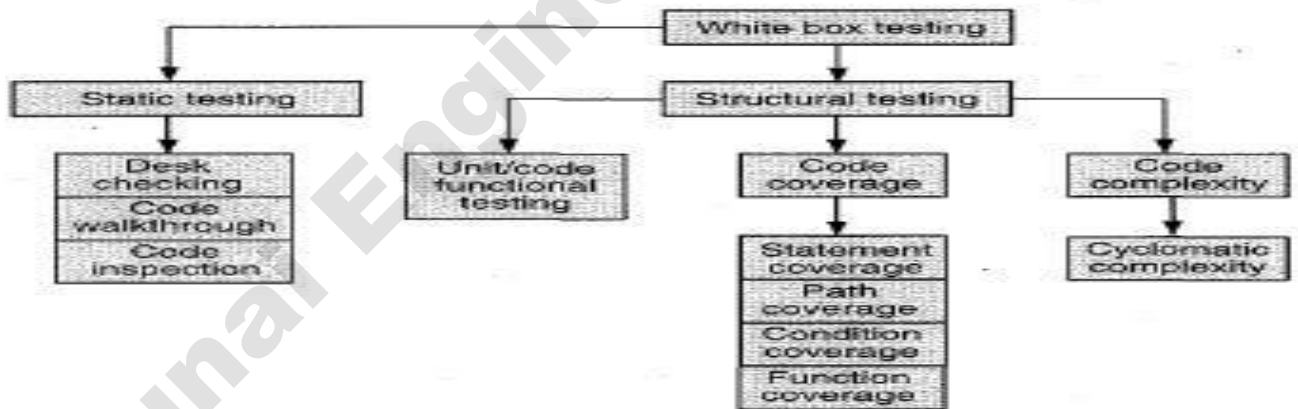 White box testing
Static testing
Structural testing
Desk
checking
Code
walkthrough
Code
inspection
Unit/code
functional
testing
Code
coverage
Statement
coverage
Path
coverage
Condition
coverage
Function
coverage
Code
complexity
Cyclomatic
complexity